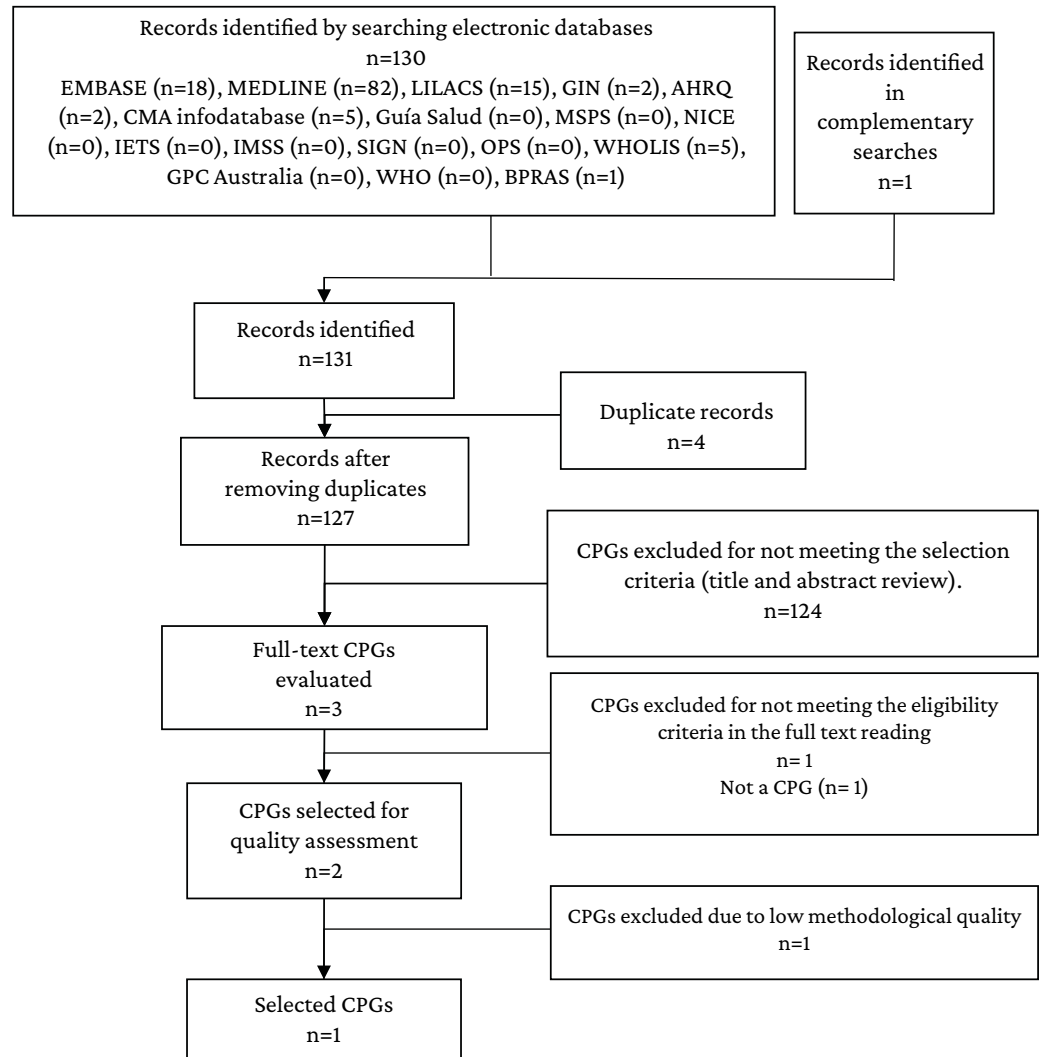 Records identified by searching electronic databases
n=130
EMBASE (n=18), MEDLINE (n=82), LILACS (n=15), GIN (n=2), AHRQ
(n=2), CMA infodatabase (n=5), Guía Salud (n=0), MSPS (n=0), NICE
(n=0), IETS (n=0), IMSS (n=0), SIGN (n=0), OPS (n=0), WHOLIS (n=5),
GPC Australia (n=0), WHO (n=0), BPRAS (n=1)
Records identified
in
complementary
searches
n=1
Records identified
n=131
Duplicate records
n=4
Records after
removing duplicates
n=127
CPGs excluded for not meeting the selection
criteria (title and abstract review).
n=124
Full-text CPGs
evaluated
n=3
CPGs excluded for not meeting the eligibility
criteria in the full text reading
n= 1
Not a CPG (n= 1)
CPGs selected for
quality assessment
n=2
CPGs excluded due to low methodological quality
n=1
Selected CPGs
n=1